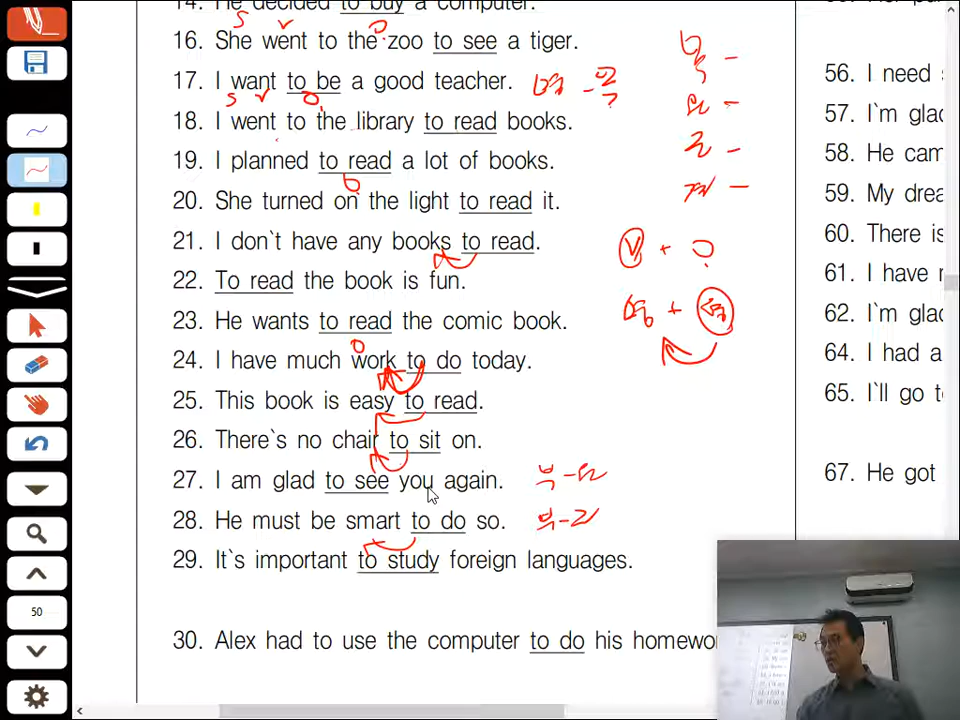 14. He decided to buy a computer.
16. She went to the zoo to see a tiger.
17. I want to be a good teacher.
18. I went to the library to read books.
19. I planned to read a lot of books.
20. She turned on the light to read it.
21. I don`t have any books to read.
22. To read the book is fun.
23. He wants to read the comic book.
24. I have much work to do today.
25. This book is easy to read.
26. There`s no chair to sit on.
27. I am glad to see you again.
28. He must be smart to do so.
29. It`s important to study foreign languages.
30. Alex had to use the computer to do his homewo
56. I need
57. I`m glad
58. He cam
59. My drea
60. There is
61. I have
62. I`m glad
64. I had a
65. I`ll go t
67. He got
50